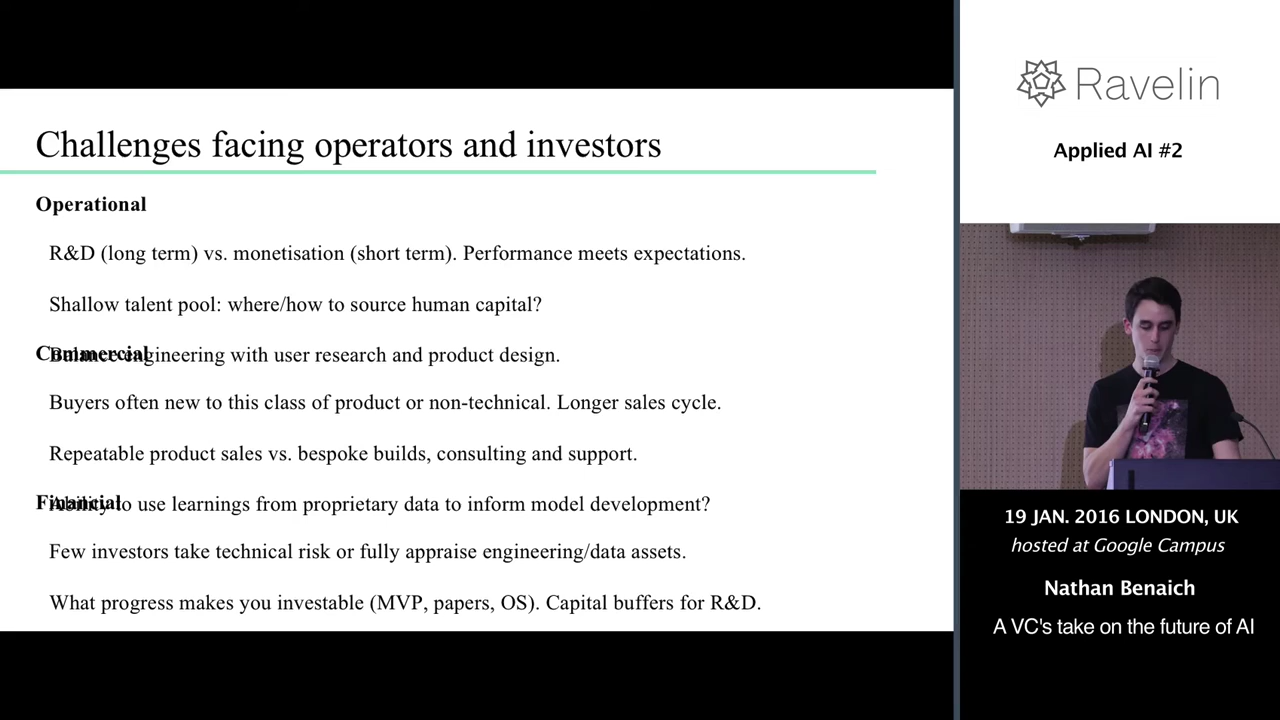 Challenges facing operators and investors
Operational
R&D (long term) vs. monetisation (short term). Performance meets expectations.
Shallow talent pool: where/how to source human capital?
Commercial
Balance engineering with user research and product design.
Buyers often new to this class of product or non-technical. Longer sales cycle.
Repeatable product sales vs. bespoke builds, consulting and support.
Financial
Ability to use learnings from proprietary data to inform model development?
Few investors take technical risk or fully appraise engineering/data assets.
What progress makes you investable (MVP, papers, OS). Capital buffers for R&D.
Ravelin
Applied AI #2
19 JAN. 2016 LONDON, UK
hosted at Google Campus
Nathan Benaich
A VC's take on the future of AI